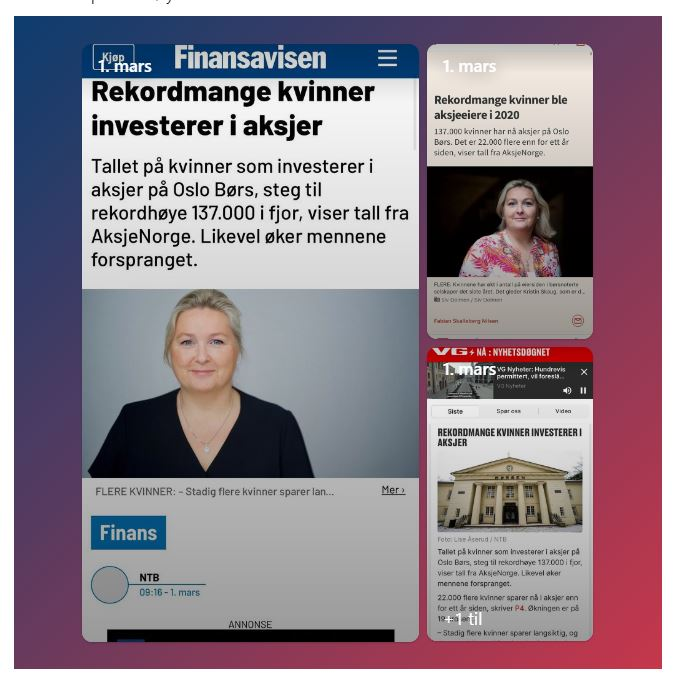 Kjøp
1. mars
Finansavisen
Rekordmange kvinner
investerer i aksjer
Tallet på kvinner som investerer i
aksjer på Oslo Børs, steg til
rekordhøye 137.000 i fjor, viser tall fra
AksjeNorge. Likevel øker mennene
forspranget.
FLERE KVINNER: – Stadig flere kvinner sparer lan...
Mer ›
Finans
NTB
09:16 - 1. mars
ANNONSE
1. mars
Rekordmange kvinner ble
aksjeeiere i 2020
137.000 kvinner har nå aksjer på Oslo
Børs. Det er 22.000 flere enn for ett år
siden, viser tall fra AksjeNorge.
FLERE: Kvinnene har økt i antall på eiersiden i børsnoterte
selskaper det siste året. Det gleder Kristin Skaug, som er d...
Siv Dolmen / Siv Dolmen
Fabian Skalleberg Nilsen
VG NÅ: NYHETSDØGNET
1. mars
VG Nyheter: Hundrevis
permittert, vil foreslå...
VG Nyheter
Siste
Spør oss
Video
REKORDMANGE KVINNER INVESTERER I
AKSJER
Foto: Lise Åserud / NTB
Tallet på kvinner som investerer i aksjer på
Oslo Børs, steg til rekordhøye 137.000 i fjor,
viser tall fra AksjeNorge. Likevel øker
mennene forspranget.
22.000 flere kvinner sparer nå i aksjer enn
for ett år siden, skriver P4. Økningen er på
+1 til
– Stadig flere kvinner sparer langsiktig, og